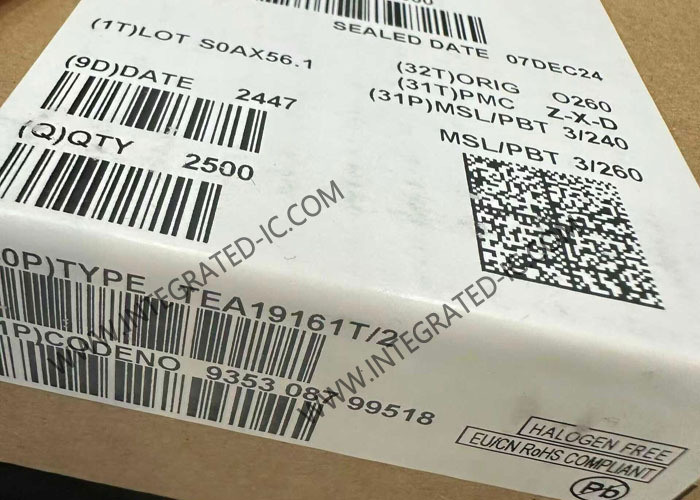 SEALED DATE 07DEC24
(1T)LOT S0AX56.1
(32T)ORIG O260
(31T)PMC Z-X-D
(31P)MSL/PBT 3/240
MSL/PBT 3/260
(9D)DATE 2447
(Q)QTY 2500
0P)TYPE TEA19161T/2
1P)CODENO 9353 087 99518
HALOGEN FREE
EU/CN RoHS COMPLIANT
Pb
WWW.INTEGRATED-IC.COM
WWW.INTEGRATED-IC.COM